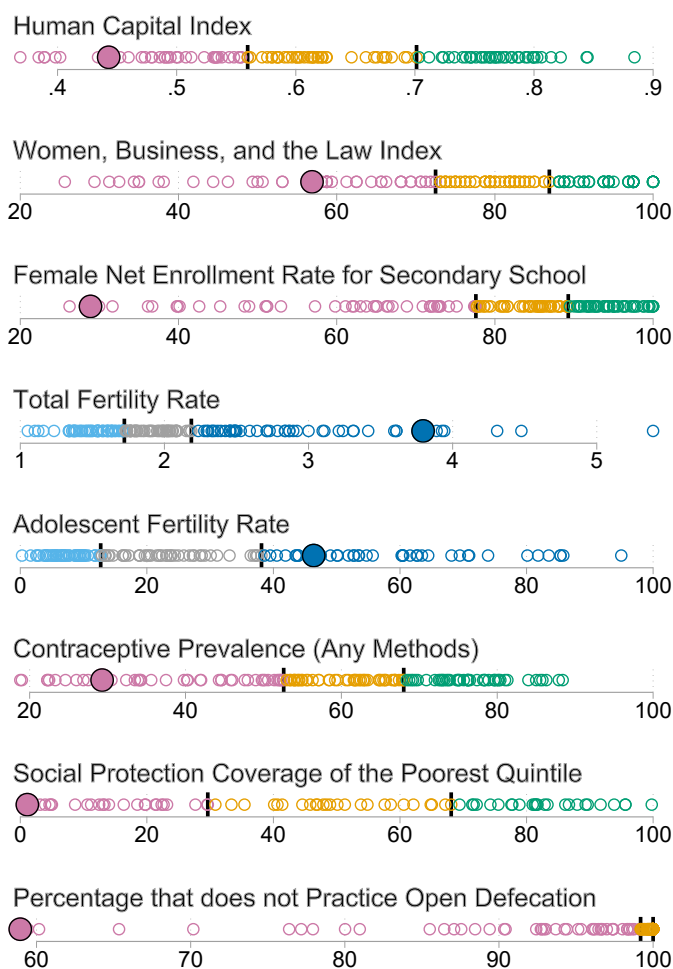 Human Capital Index
.4 .5 .6 .7 .8 .9
Women, Business, and the Law Index
20 40 60 80 100
Female Net Enrollment Rate for Secondary School
20 40 60 80 100
Total Fertility Rate
1 2 3 4 5
Adolescent Fertility Rate
0 20 40 60 80 100
Contraceptive Prevalence (Any Methods)
20 40 60 80 100
Social Protection Coverage of the Poorest Quintile
0 20 40 60 80 100
Percentage that does not Practice Open Defecation
60 70 80 90 100